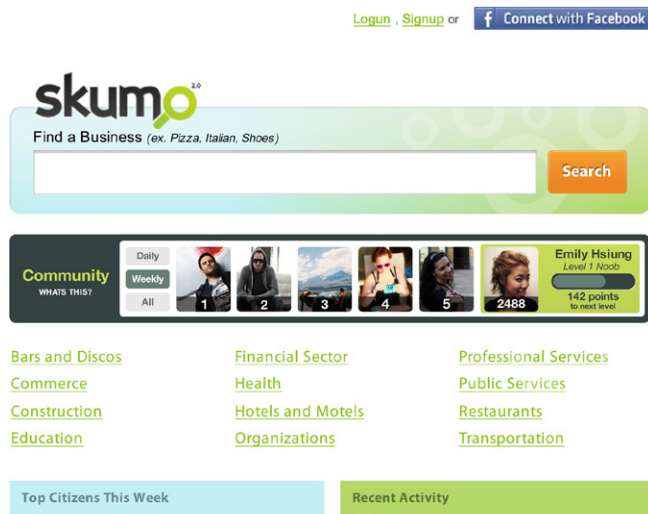 Logun , Signup or f Connect with Facebook
skumo 2.0
Find a Business (ex. Pizza, Italian, Shoes)
Search
Community
WHATS THIS?
Daily
Weekly
All
1 2 3 4 5 2488
Emily Hsiung
Level 1 Noob
142 points
to next level
Bars and Discos Financial Sector Professional Services
Commerce Health Public Services
Construction Hotels and Motels Restaurants
Education Organizations Transportation
Top Citizens This Week Recent Activity